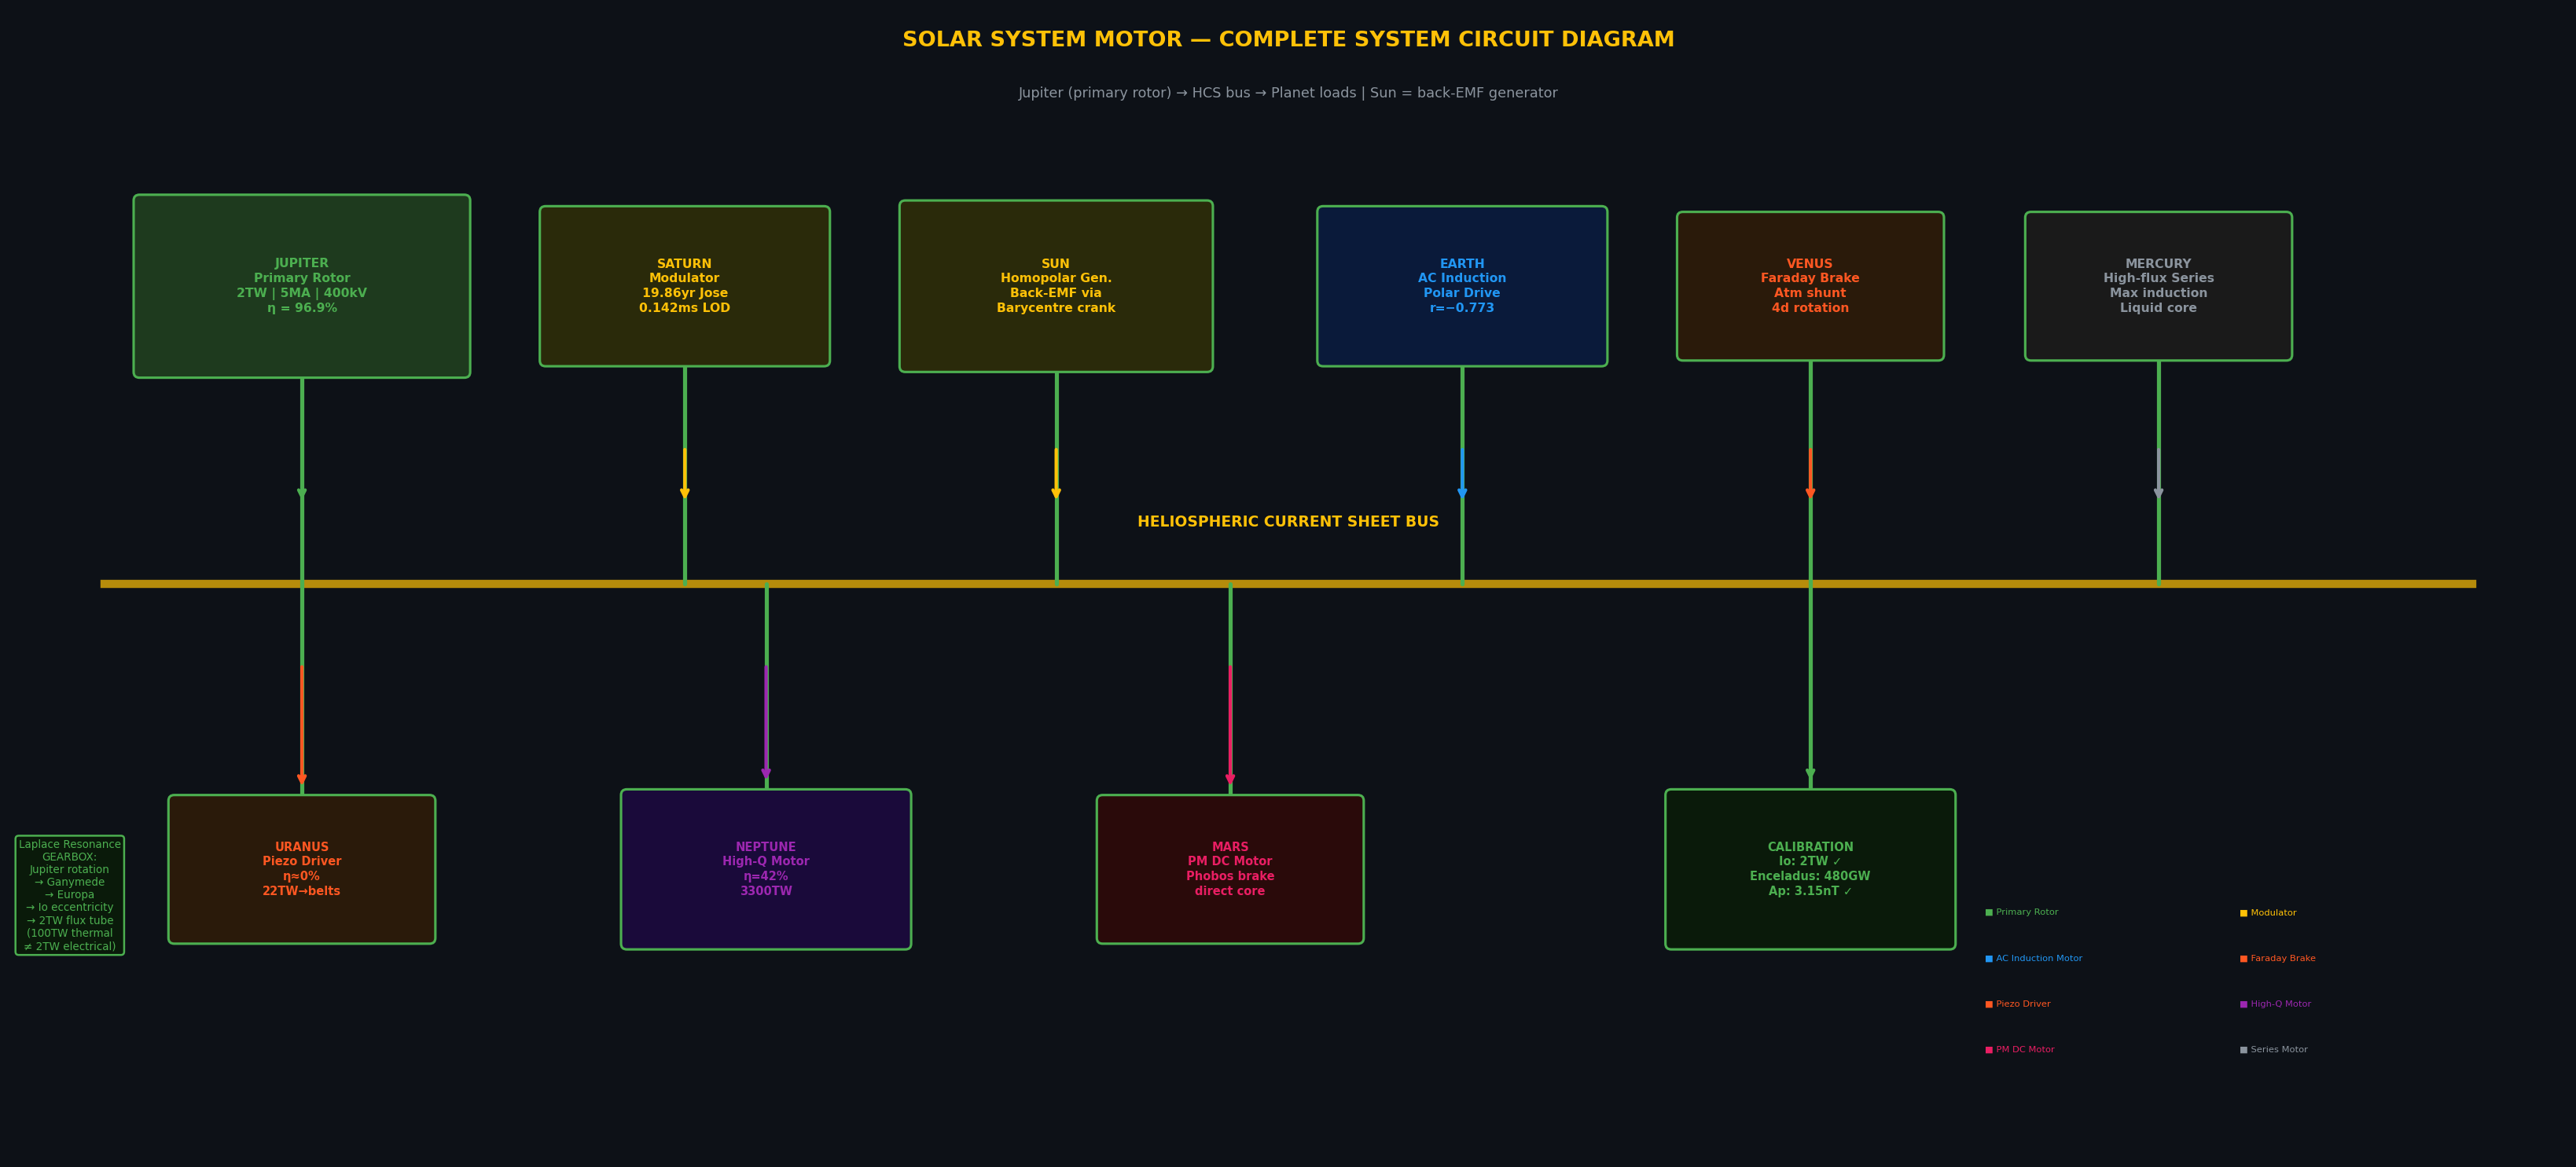 SOLAR SYSTEM MOTOR — COMPLETE SYSTEM CIRCUIT DIAGRAM
Jupiter (primary rotor) → HCS bus → Planet loads | Sun = back-EMF generator
JUPITER
Primary Rotor
2TW | 5MA | 400kV
η = 96.9%
SATURN
Modulator
19.86yr Jose
0.142ms LOD
SUN
Homopolar Gen.
Back-EMF via
Barycentre crank
EARTH
AC Induction
Polar Drive
r=−0.773
VENUS
Faraday Brake
Atm shunt
4d rotation
MERCURY
High-flux Series
Max induction
Liquid core
HELIOSPHERIC CURRENT SHEET BUS
Laplace Resonance
GEARBOX:
Jupiter rotation
→ Ganymede
→ Europa
→ Io eccentricity
→ 2TW flux tube
(100TW thermal
≠ 2TW electrical)
URANUS
Piezo Driver
η≈0%
22TW→belts
NEPTUNE
High-Q Motor
η=42%
3300TW
MARS
PM DC Motor
Phobos brake
direct core
CALIBRATION
Io: 2TW ✓
Enceladus: 480GW
Ap: 3.15nT ✓
■ Primary Rotor
■ Modulator
■ AC Induction Motor
■ Faraday Brake
■ Piezo Driver
■ High-Q Motor
■ PM DC Motor
■ Series Motor